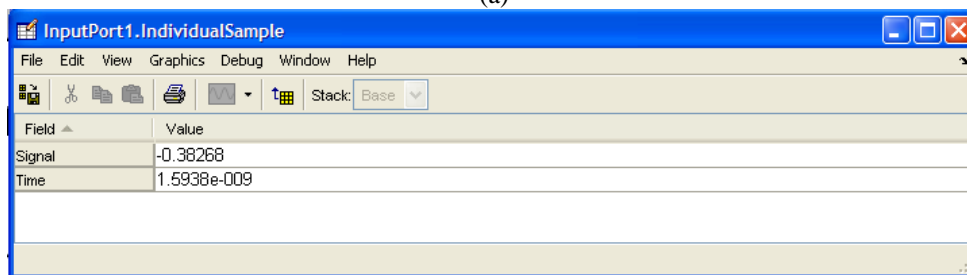 (a)
InputPort1.IndividualSample
File Edit View Graphics Debug Window Help
Stack: Base
Field Value
Signal -0.38268
Time 1.5938e-009